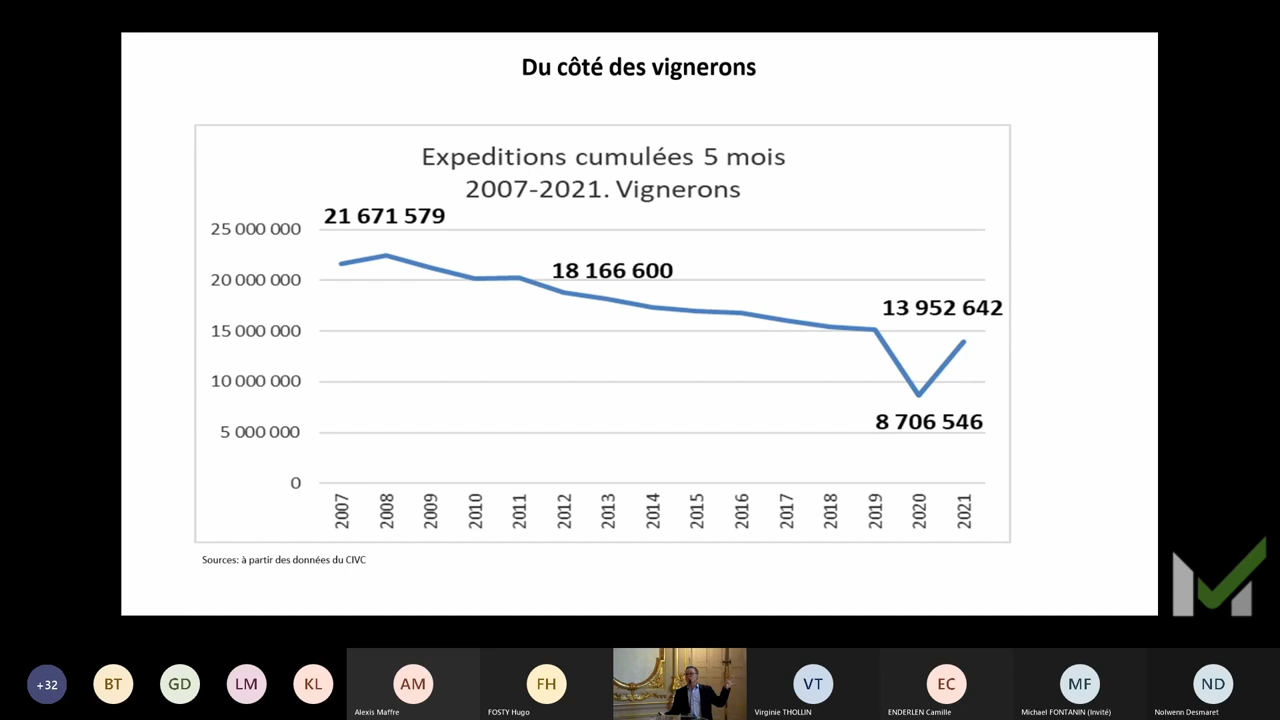 Du côté des vignerons
Expeditions cumulées 5 mois
2007-2021. Vignerons
21 671 579
25 000 000
18 166 600
20 000 000
13 952 642
15 000 000
10 000 000
8 706 546
5 000 000
0
2007 2008 2009 2010 2011 2012 2013 2014 2015 2016 2017 2018 2019 2020 2021
Sources: à partir des données du CIVC
+32 BT GD LM KL AM FH VT EC MF ND
Alexis Maffre FOSTY Hugo Virginie THOLLIN ENDERLEN Camille Michael FONTANIN (Invité) Nolwenn Desmaret